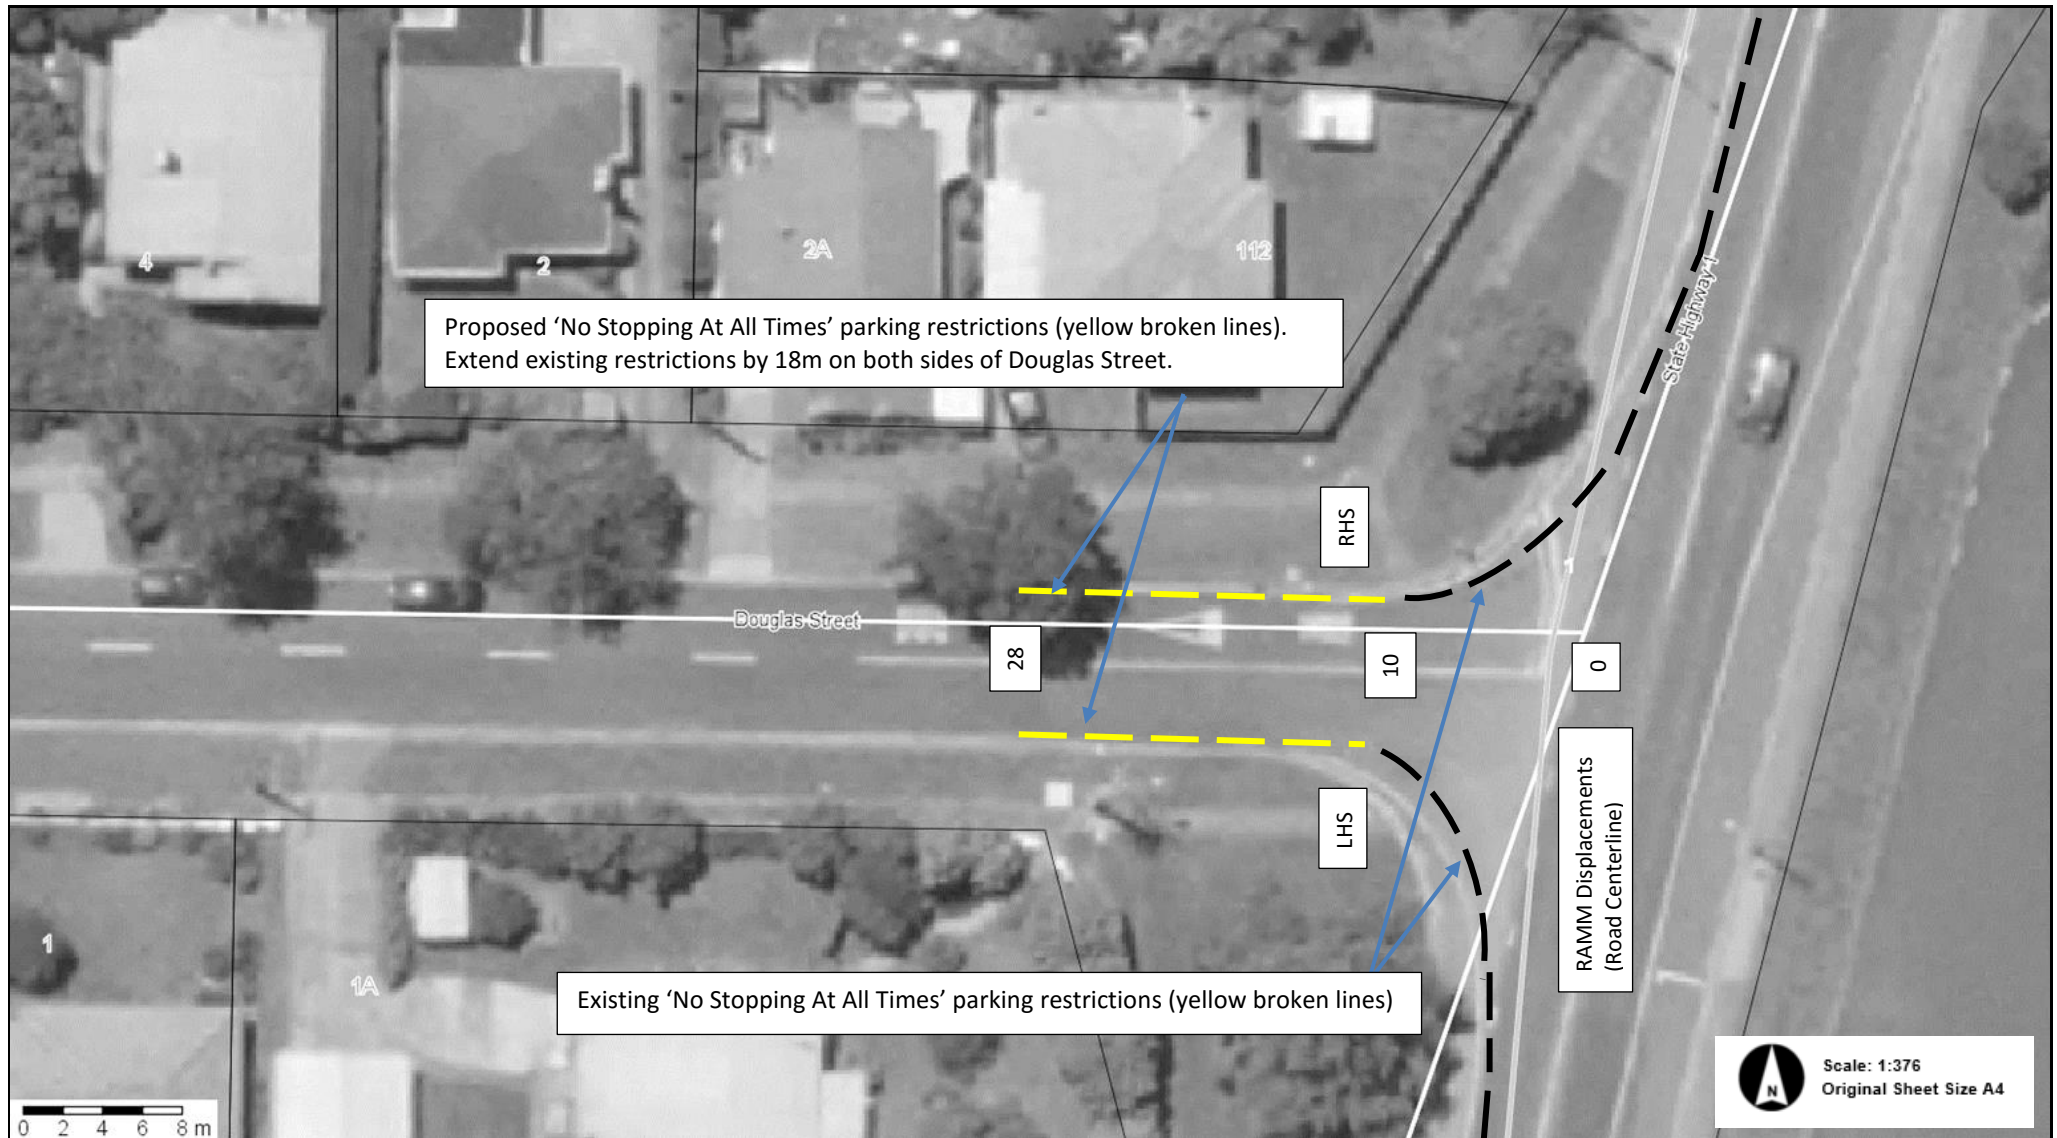 4
2
2A
112
Proposed ‘No Stopping At All Times’ parking restrictions (yellow broken lines).
Extend existing restrictions by 18m on both sides of Douglas Street.
State Highway 1
RHS
1
Douglas Street
28
10
0
LHS
RAMM Displacements
(Road Centerline)
1
1A
Existing ‘No Stopping At All Times’ parking restrictions (yellow broken lines)
N
Scale: 1:376
Original Sheet Size A4
0 2 4 6 8 m